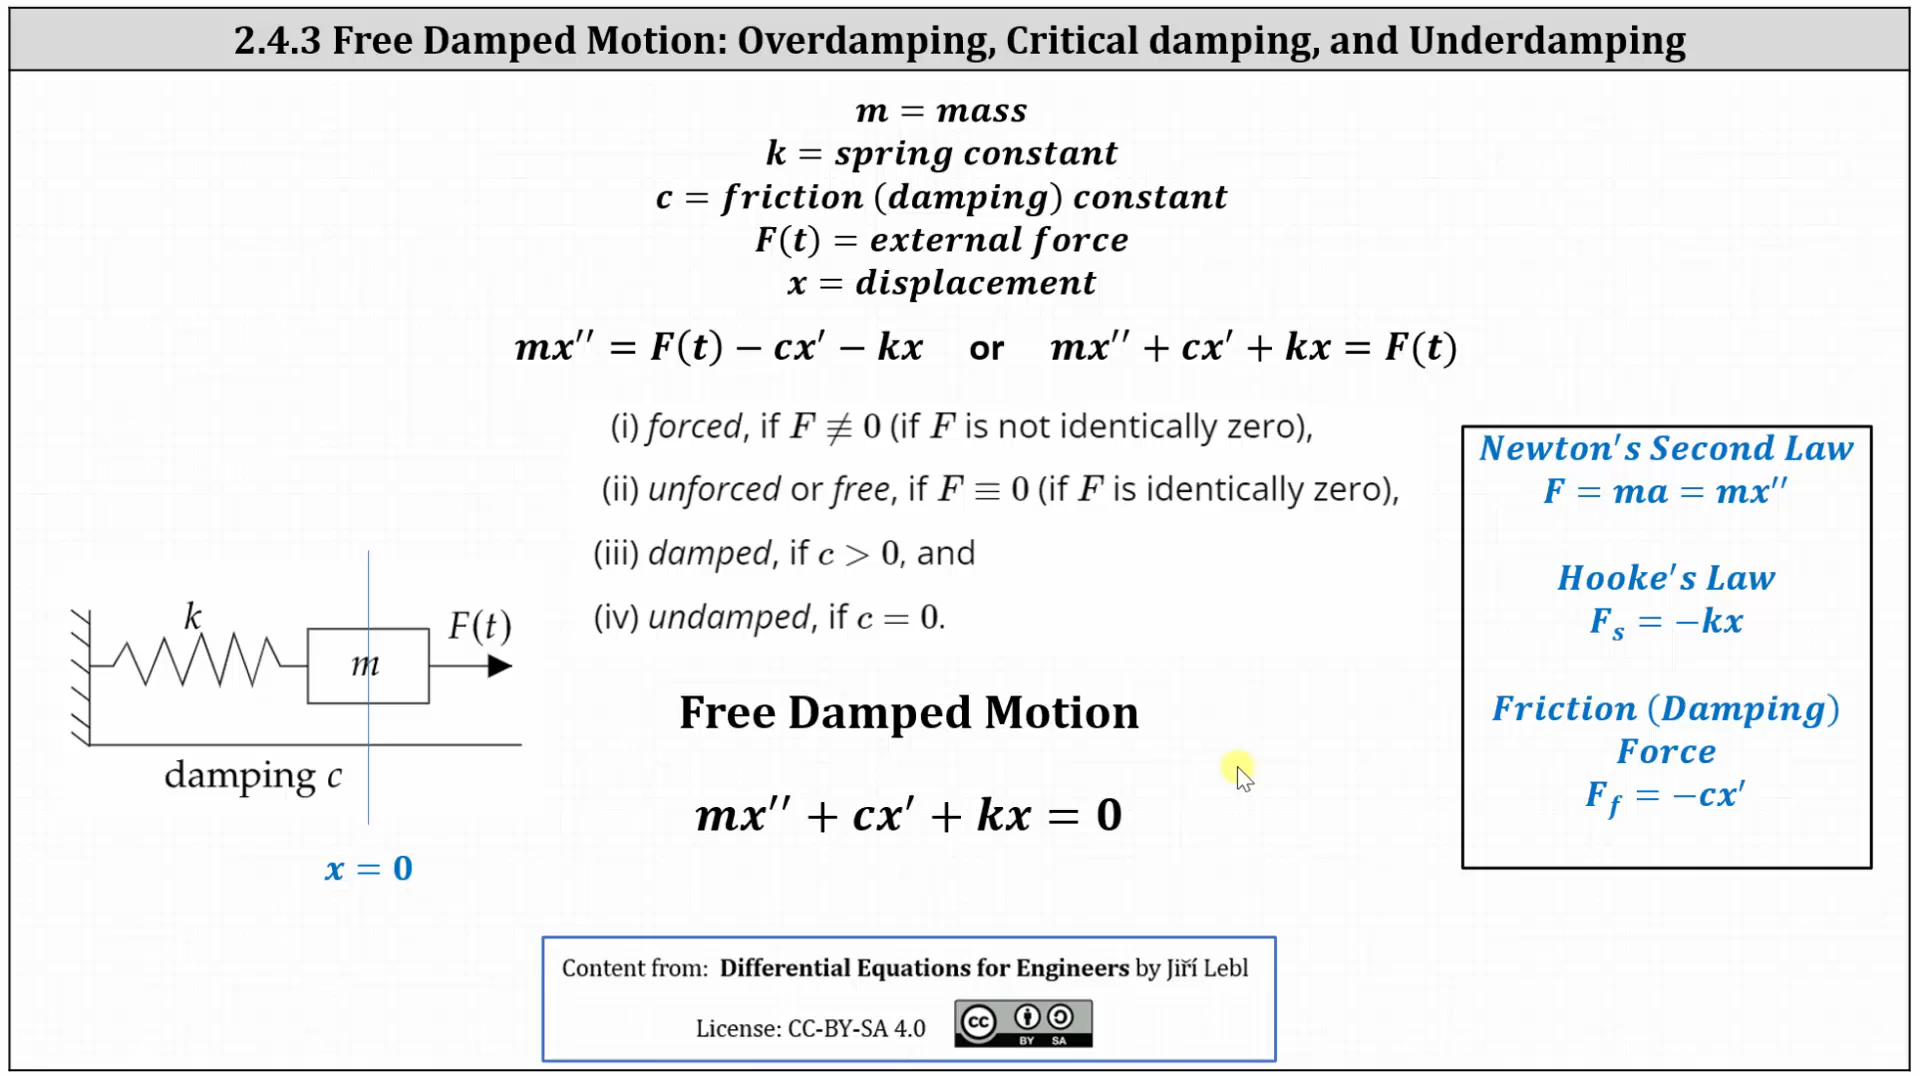 2.4.3 Free Damped Motion: Overdamping, Critical damping, and Underdamping
m = mass
k = spring constant
c = friction (damping) constant
F(t) = external force
x = displacement
mx″ = F(t) − cx′ − kx or mx″ + cx′ + kx = F(t)
(i) forced, if F ≢ 0 (if F is not identically zero),
(ii) unforced or free, if F ≡ 0 (if F is identically zero),
(iii) damped, if c > 0, and
(iv) undamped, if c = 0.
Newton's Second Law
F = ma = mx″
Hooke's Law
F_s = −kx
Friction (Damping)
Force
F_f = −cx′
k
F(t)
m
damping c
x = 0
Free Damped Motion
mx″ + cx′ + kx = 0
Content from: Differential Equations for Engineers by Jiří Lebl
License: CC-BY-SA 4.0
cc
BY SA